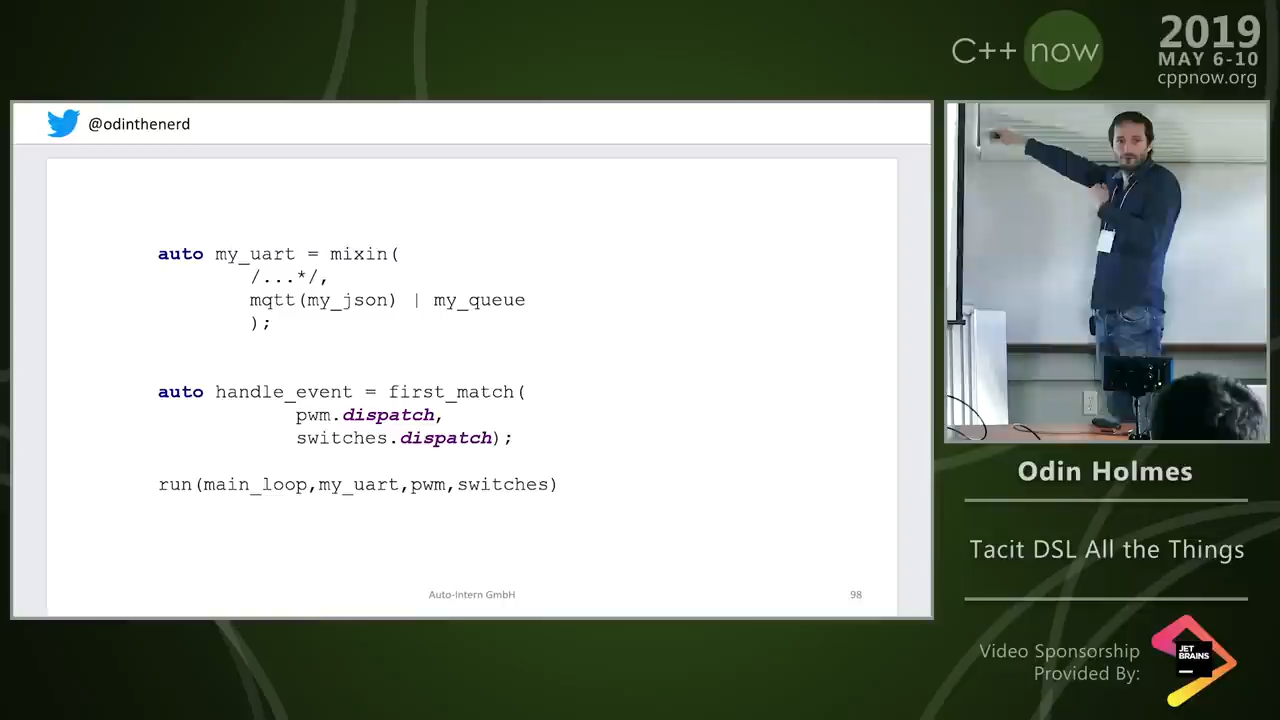 C++ now
2019
MAY 6-10
cppnow.org
@odinthenerd
auto my_uart = mixin(
/...*/,
mqtt(my_json) | my_queue
);
auto handle_event = first_match(
pwm.dispatch,
switches.dispatch);
run(main_loop,my_uart,pwm,switches)
Auto-Intern GmbH
98
Odin Holmes
Tacit DSL All the Things
Video Sponsorship
Provided By:
JET
BRAINS